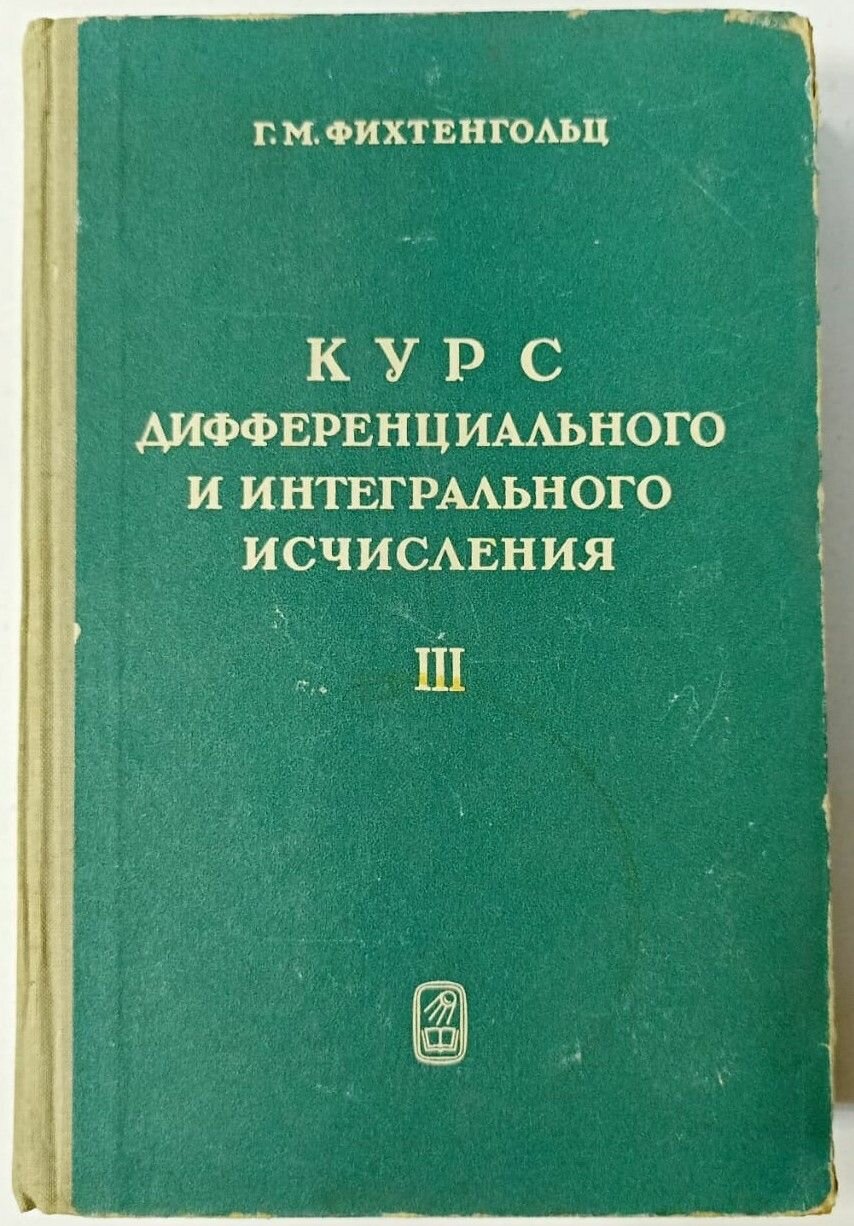 Г. М. ФИХТЕНГОЛЬЦ
КУРС
ДИФФЕРЕНЦИАЛЬНОГО
И ИНТЕГРАЛЬНОГО
ИСЧИСЛЕНИЯ
III